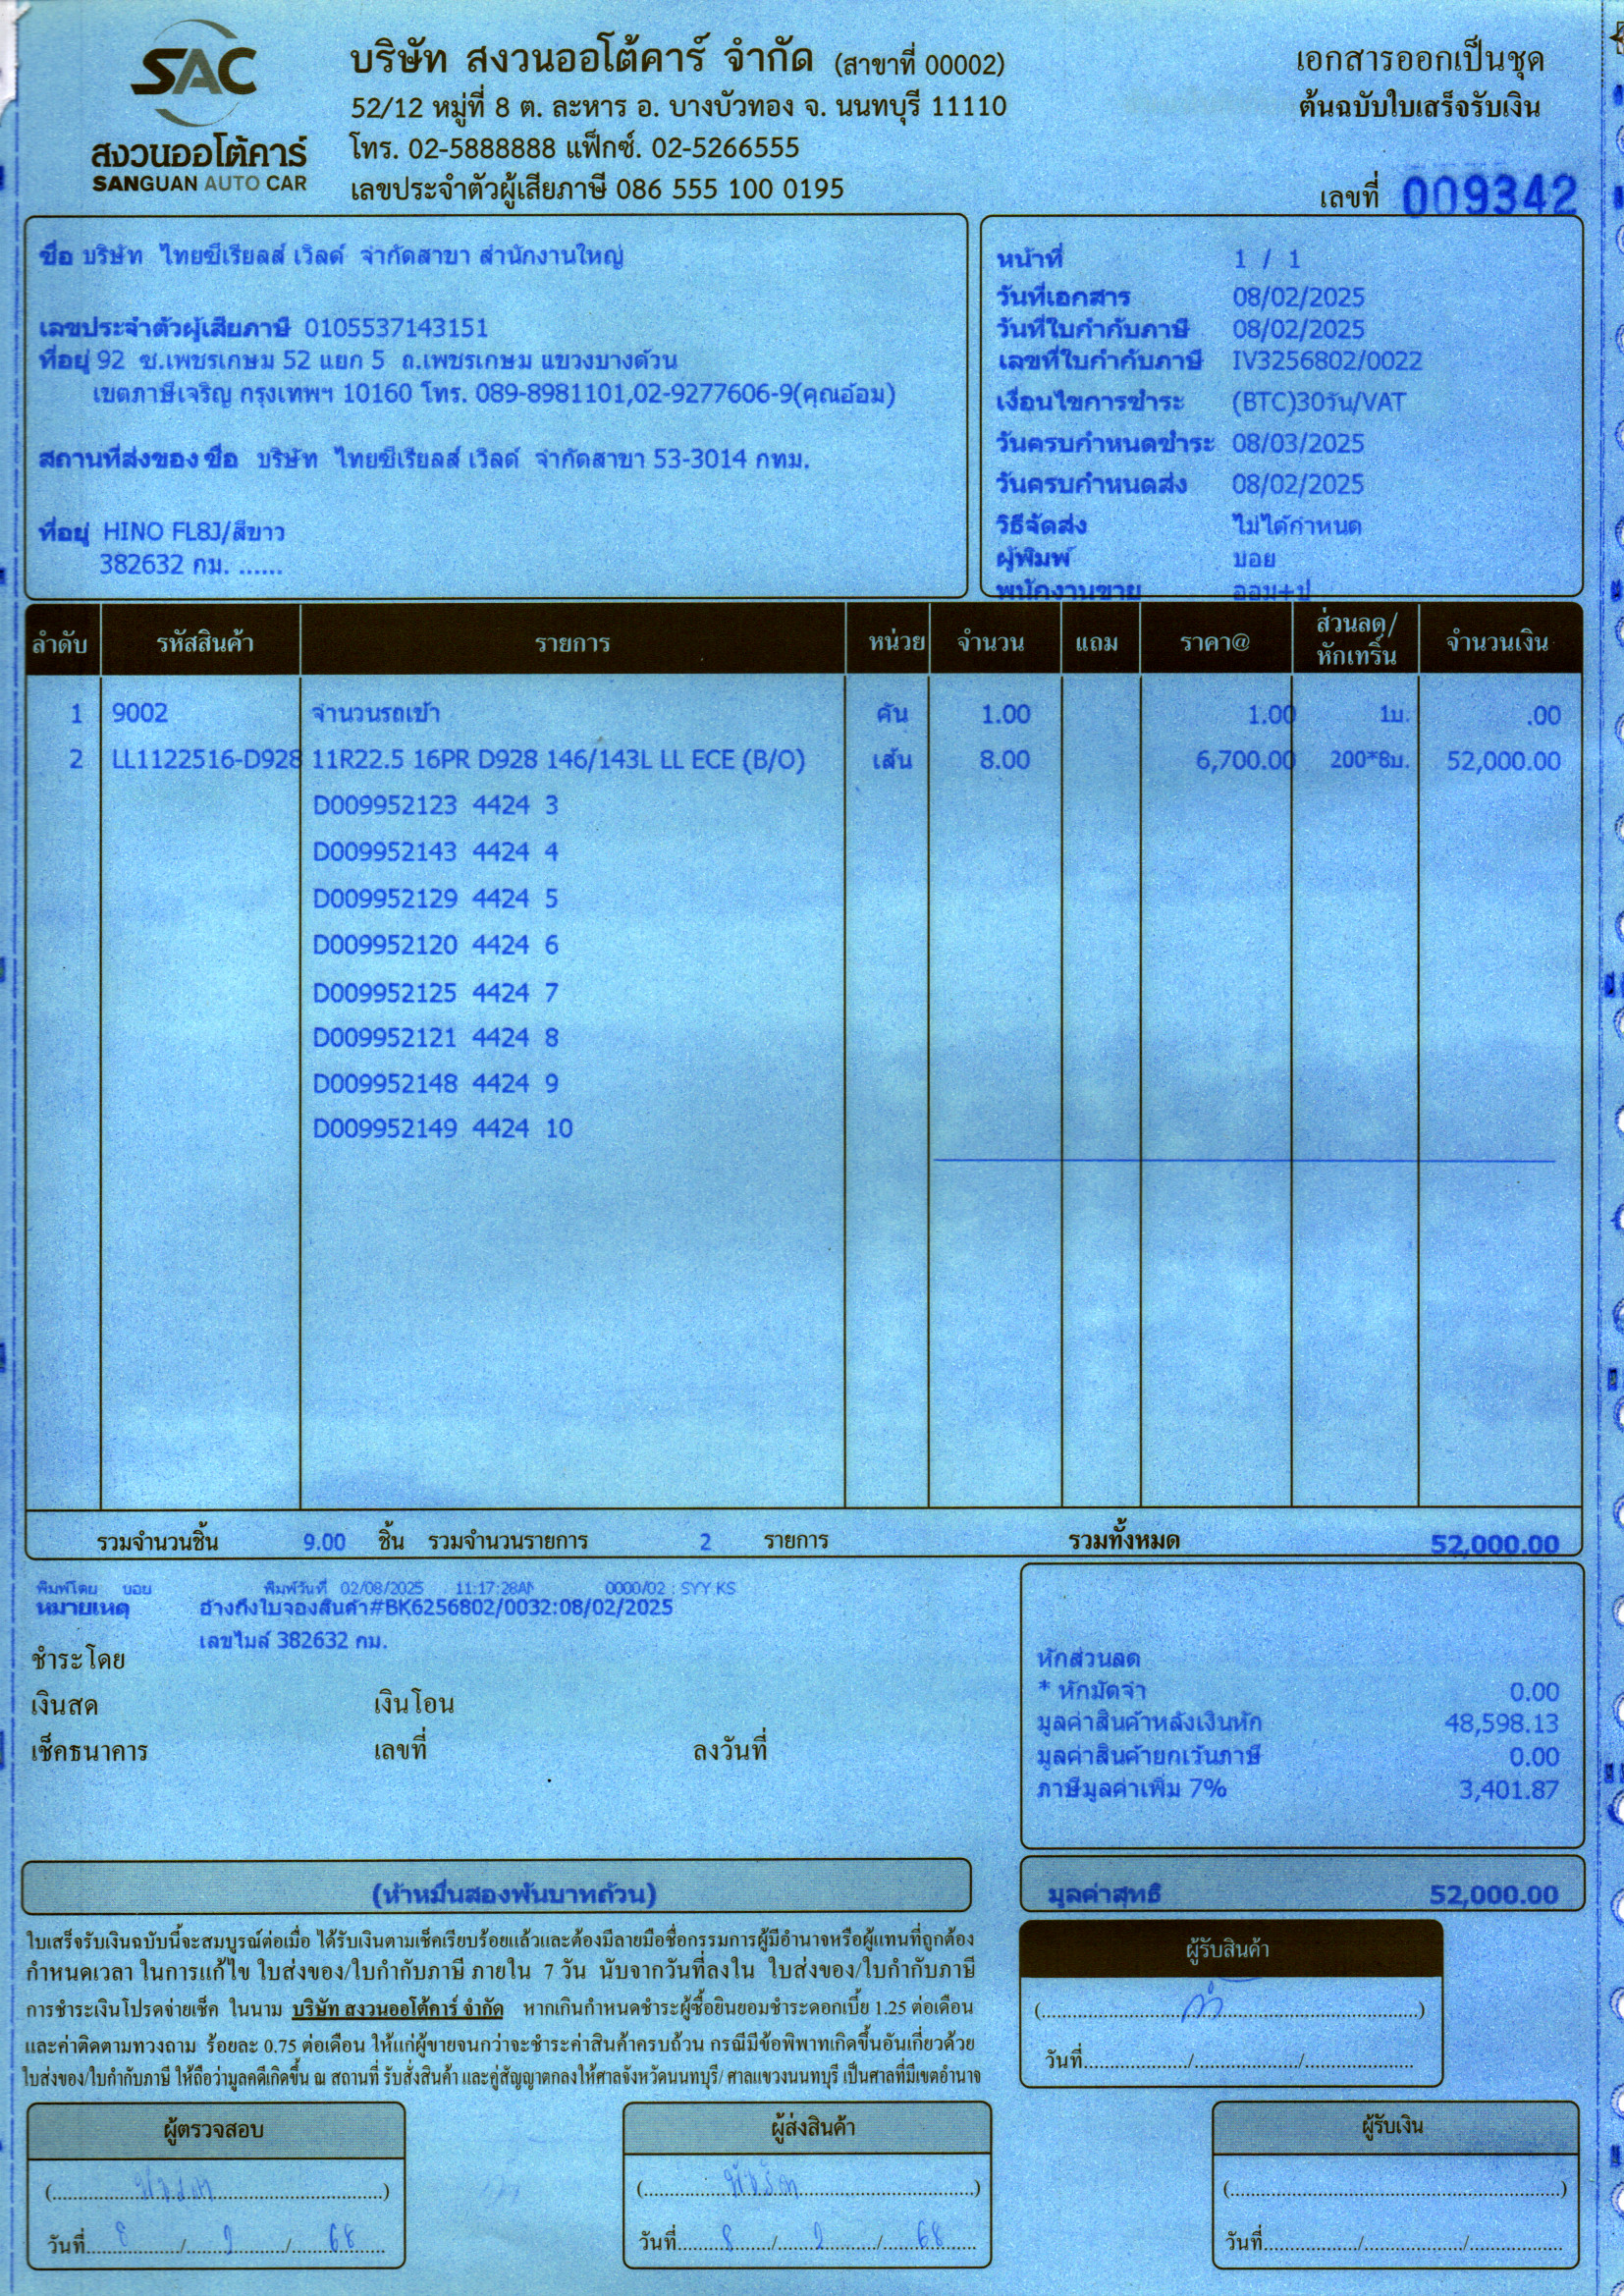 SAC
สงวนออโต้คาร์
SANGUAN AUTO CAR
บริษัท สงวนออโต้คาร์ จำกัด (สาขาที่ 00002)
52/12 หมู่ที่ 8 ต. ละหาร อ. บางบัวทอง จ. นนทบุรี 11110
โทร. 02-5888888 แฟ็กซ์. 02-5266555
เลขประจำตัวผู้เสียภาษี 086 555 100 0195
เอกสารออกเป็นชุด
ต้นฉบับใบเสร็จรับเงิน
เลขที่ 009342
ชื่อ บริษัท ไทยซีเรียลส์ เวิลด์ จำกัดสาขา สำนักงานใหญ่
เลขประจำตัวผู้เสียภาษี 0105537143151
ที่อยู่ 92 ซ.เพชรเกษม 52 แยก 5 ถ.เพชรเกษม แขวงบางด้วน
เขตภาษีเจริญ กรุงเทพฯ 10160 โทร. 089-8981101,02-9277606-9(คุณอ้อม)
สถานที่ส่งของ ชื่อ บริษัท ไทยซีเรียลส์ เวิลด์ จำกัดสาขา 53-3014 กทม.
ที่อยู่ HINO FL8J/สีขาว
382632 กม. ......
หน้าที่ 1 / 1
วันที่เอกสาร 08/02/2025
วันที่ใบกำกับภาษี 08/02/2025
เลขที่ใบกำกับภาษี IV3256802/0022
เงื่อนไขการชำระ (BTC)30วัน/VAT
วันครบกำหนดชำระ 08/03/2025
วันครบกำหนดส่ง 08/02/2025
วิธีจัดส่ง ไม่ได้กำหนด
ผู้พิมพ์ บอย
พนักงานขาย ออม+ป
ลำดับ รหัสสินค้า รายการ หน่วย จำนวน แถม ราคา@ ส่วนลด/หักเทริ์น จำนวนเงิน
1 9002 จำนวนรถเข้า คัน 1.00 1.00 1บ. .00
2 LL1122516-D928 11R22.5 16PR D928 146/143L LL ECE (B/O) เส้น 8.00 6,700.00 200*8บ. 52,000.00
D009952123 4424 3
D009952143 4424 4
D009952129 4424 5
D009952120 4424 6
D009952125 4424 7
D009952121 4424 8
D009952148 4424 9
D009952149 4424 10
รวมจำนวนชิ้น 9.00 ชิ้น รวมจำนวนรายการ 2 รายการ รวมทั้งหมด 52,000.00
พิมพ์โดย บอย พิมพ์วันที่ 02/08/2025 11:17:28AM 0000/02 : SYY KS
หมายเหตุ อ้างถึงใบจองสินค้า#BK6256802/0032:08/02/2025
เลขไมล์ 382632 กม.
ชำระโดย
เงินสด เงินโอน
เช็คธนาคาร เลขที่ ลงวันที่
หักส่วนลด
* หักมัดจำ 0.00
มูลค่าสินค้าหลังเงินหัก 48,598.13
มูลค่าสินค้ายกเว้นภาษี 0.00
ภาษีมูลค่าเพิ่ม 7% 3,401.87
(ห้าหมื่นสองพันบาทถ้วน)
มูลค่าสุทธิ 52,000.00
ใบเสร็จรับเงินฉบับนี้จะสมบูรณ์ต่อเมื่อ ได้รับเงินตามเช็คเรียบร้อยแล้วและต้องมีลายมือชื่อกรรมการผู้มีอำนาจหรือผู้แทนที่ถูกต้อง
กำหนดเวลา ในการแก้ไข ใบส่งของ/ใบกำกับภาษี ภายใน 7 วัน นับจากวันที่ลงใน ใบส่งของ/ใบกำกับภาษี
การชำระเงินโปรดจ่ายเช็ค ในนาม บริษัท สงวนออโต้คาร์ จำกัด หากเกินกำหนดชำระผู้ซื้อยินยอมชำระดอกเบี้ย 1.25 ต่อเดือน
และค่าติดตามทวงถาม ร้อยละ 0.75 ต่อเดือน ให้แก่ผู้ขายจนกว่าจะชำระค่าสินค้าครบถ้วน กรณีมีข้อพิพาทเกิดขึ้นอันเกี่ยวด้วย
ใบส่งของ/ใบกำกับภาษี ให้ถือว่ามูลคดีเกิดขึ้น ณ สถานที่ รับสั่งสินค้า และคู่สัญญาตกลงให้ศาลจังหวัดนนทบุรี/ ศาลแขวงนนทบุรี เป็นศาลที่มีเขตอำนาจ
ผู้รับสินค้า
วันที่..../..../....
ผู้ตรวจสอบ
วันที่ 8 / 2 / 68
ผู้ส่งสินค้า
วันที่ 8 / 2 / 68
ผู้รับเงิน
วันที่..../..../....